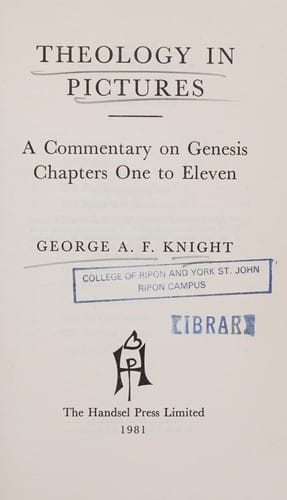 THEOLOGY IN
PICTURES
A Commentary on Genesis
Chapters One to Eleven
GEORGE A. F. KNIGHT
COLLEGE OF RIPON AND YORK ST. JOHN
RIPON CAMPUS
LIBRAR
The Handsel Press Limited
1981